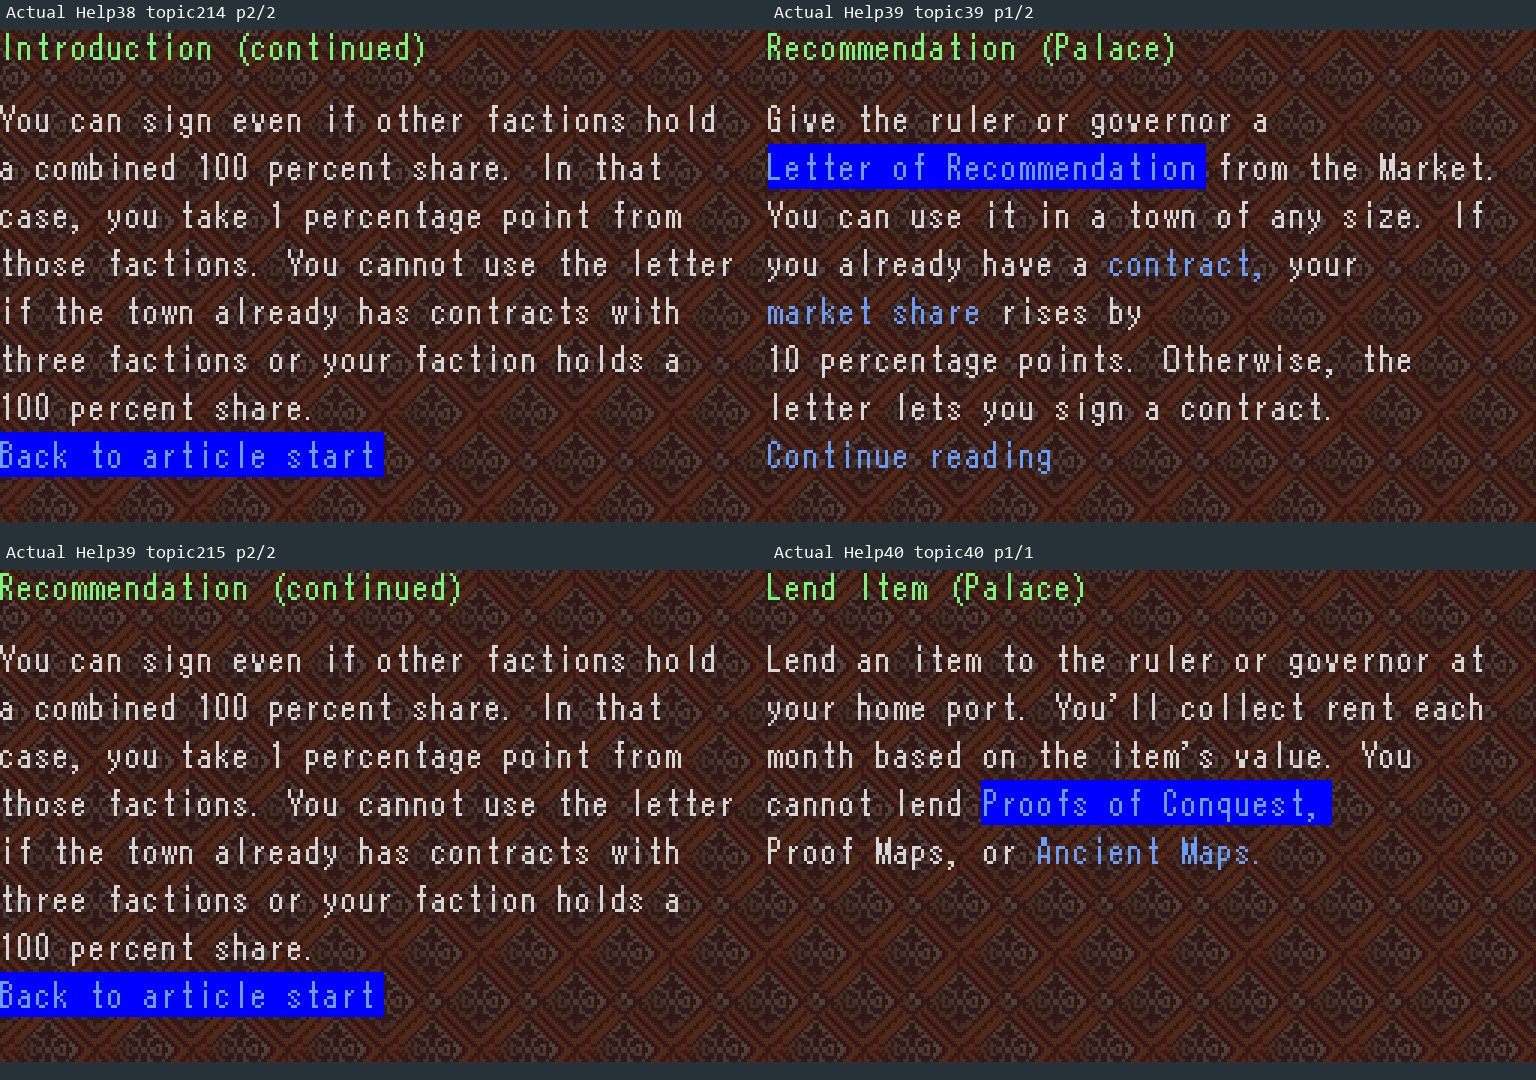 Actual Help38 topic214 p2/2
Introduction (continued)
You can sign even if other factions hold
a combined 100 percent share. In that
case, you take 1 percentage point from
those factions. You cannot use the letter
if the town already has contracts with
three factions or your faction holds a
100 percent share.
Back to article start
Actual Help39 topic39 p1/2
Recommendation (Palace)
Give the ruler or governor a
Letter of Recommendation from the Market.
You can use it in a town of any size. If
you already have a contract, your
market share rises by
10 percentage points. Otherwise, the
letter lets you sign a contract.
Continue reading
Actual Help39 topic215 p2/2
Recommendation (continued)
You can sign even if other factions hold
a combined 100 percent share. In that
case, you take 1 percentage point from
those factions. You cannot use the letter
if the town already has contracts with
three factions or your faction holds a
100 percent share.
Back to article start
Actual Help40 topic40 p1/1
Lend Item (Palace)
Lend an item to the ruler or governor at
your home port. You'll collect rent each
month based on the item's value. You
cannot lend Proofs of Conquest,
Proof Maps, or Ancient Maps.